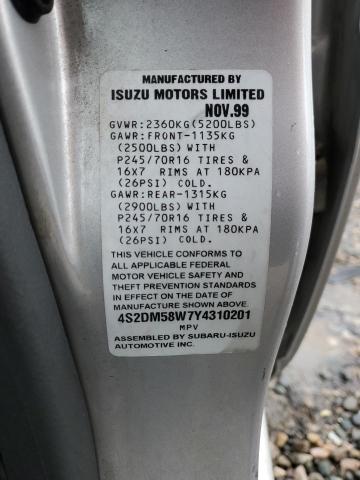 MANUFACTURED BY
ISUZU MOTORS LIMITED
NOV.99
GVWR:2360KG(5200LBS)
GAWR:FRONT-1135KG
(2500LBS)WITH
P245/70R16 TIRES &
16X7 RIMS AT 180KPA
(26PSI) COLD.
GAWR:REAR-1315KG
(2900LBS)WITH
P245/70R16 TIRES &
16X7 RIMS AT 180KPA
(26PSI) COLD.
THIS VEHICLE CONFORMS TO
ALL APPLICABLE FEDERAL
MOTOR VEHICLE SAFETY AND
THEFT PREVENTION STANDARDS
IN EFFECT ON THE DATE OF
MANUFACTURE SHOWN ABOVE.
4S2DM58W7Y4310201
MPV
ASSEMBLED BY SUBARU-ISUZU
AUTOMOTIVE INC.